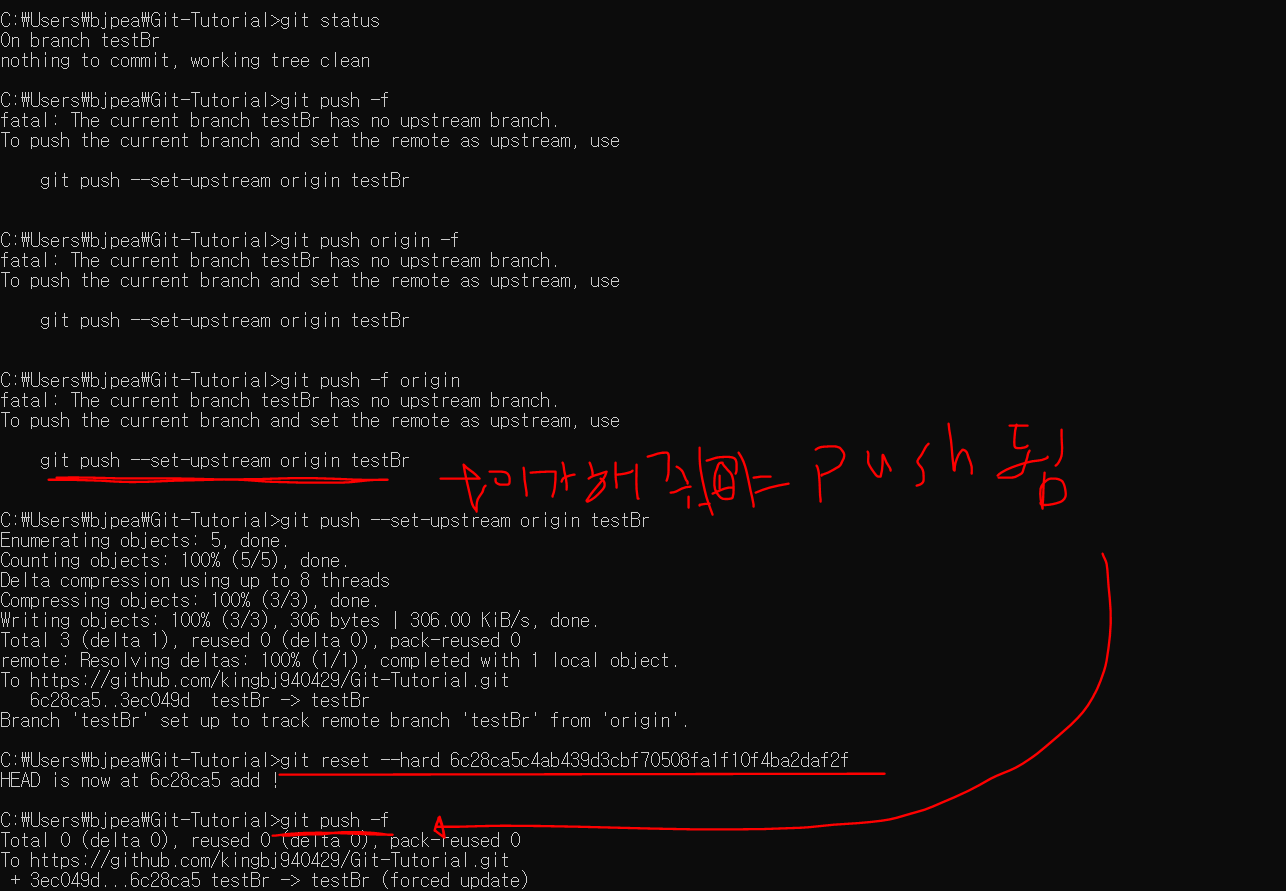 C:₩Users₩bjpea₩Git-Tutorial>git status
On branch testBr
nothing to commit, working tree clean
C:₩Users₩bjpea₩Git-Tutorial>git push -f
fatal: The current branch testBr has no upstream branch.
To push the current branch and set the remote as upstream, use
git push --set-upstream origin testBr
C:₩Users₩bjpea₩Git-Tutorial>git push origin -f
fatal: The current branch testBr has no upstream branch.
To push the current branch and set the remote as upstream, use
git push --set-upstream origin testBr
C:₩Users₩bjpea₩Git-Tutorial>git push -f origin
fatal: The current branch testBr has no upstream branch.
To push the current branch and set the remote as upstream, use
git push --set-upstream origin testBr
이거 해 push 됨
C:₩Users₩bjpea₩Git-Tutorial>git push --set-upstream origin testBr
Enumerating objects: 5, done.
Counting objects: 100% (5/5), done.
Delta compression using up to 8 threads
Compressing objects: 100% (3/3), done.
Writing objects: 100% (3/3), 306 bytes | 306.00 KiB/s, done.
Total 3 (delta 1), reused 0 (delta 0), pack-reused 0
remote: Resolving deltas: 100% (1/1), completed with 1 local object.
To https://github.com/kingbj940429/Git-Tutorial.git
6c28ca5..3ec049d  testBr -> testBr
Branch 'testBr' set up to track remote branch 'testBr' from 'origin'.
C:₩Users₩bjpea₩Git-Tutorial>git reset --hard 6c28ca5c4ab439d3cbf70508fa1f10f4ba2daf2f
HEAD is now at 6c28ca5 add !
C:₩Users₩bjpea₩Git-Tutorial>git push -f
Total 0 (delta 0), reused 0 (delta 0), pack-reused 0
To https://github.com/kingbj940429/Git-Tutorial.git
+ 3ec049d...6c28ca5 testBr -> testBr (forced update)